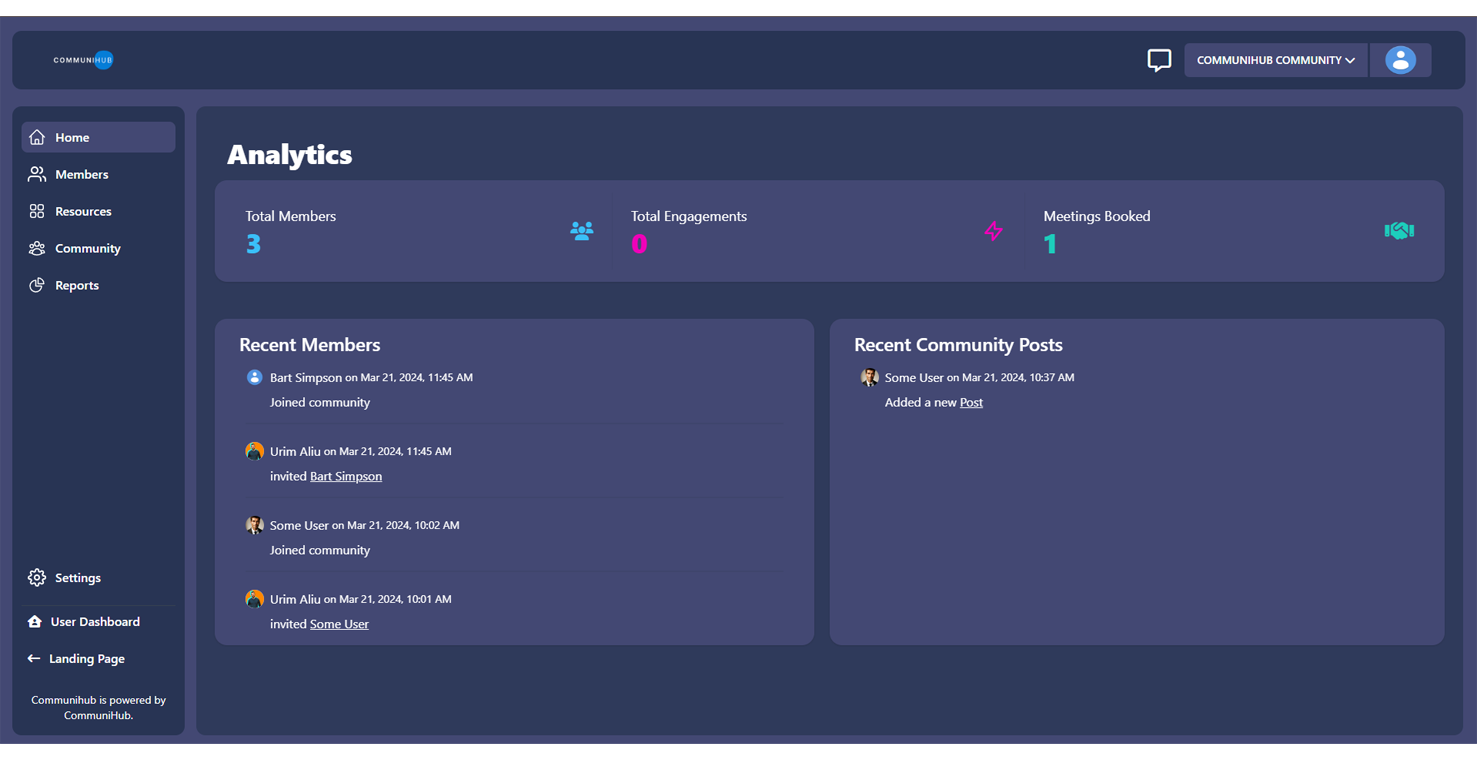 COMMUNIHUB
COMMUNIHUB COMMUNITY
Home
Members
Resources
Community
Reports
Settings
User Dashboard
Landing Page
Communihub is powered by
CommuniHub.
Analytics
Total Members
3
Total Engagements
0
Meetings Booked
1
Recent Members
Bart Simpson on Mar 21, 2024, 11:45 AM
Joined community
Urim Aliu on Mar 21, 2024, 11:45 AM
invited Bart Simpson
Some User on Mar 21, 2024, 10:02 AM
Joined community
Urim Aliu on Mar 21, 2024, 10:01 AM
invited Some User
Recent Community Posts
Some User on Mar 21, 2024, 10:37 AM
Added a new Post